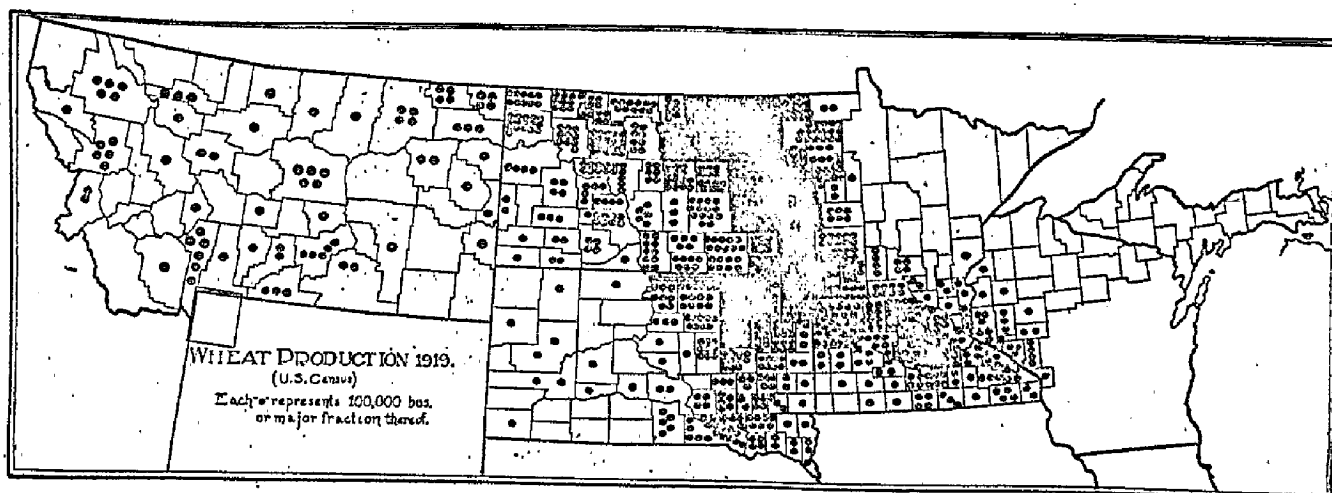 WHEAT PRODUCTION 1919.
(U.S. Census)
Each • represents 100,000 bus.
or major fraction thereof.